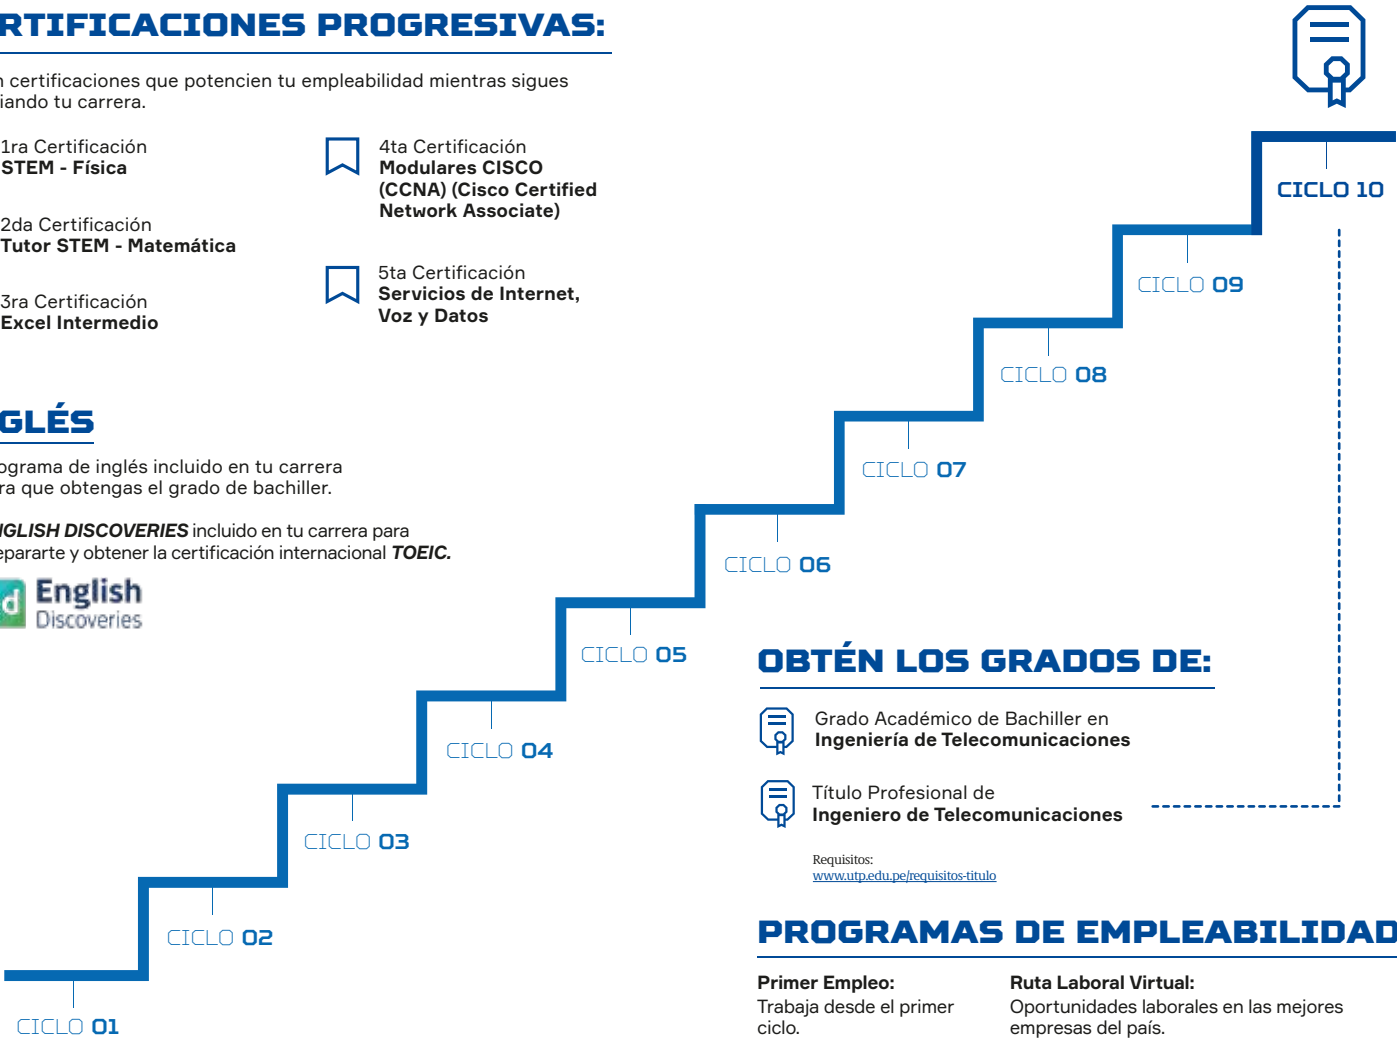 RTIFICACIONES PROGRESIVAS:
n certificaciones que potencien tu empleabilidad mientras sigues
iando tu carrera.
1ra Certificación
STEM - Física
2da Certificación
Tutor STEM - Matemática
3ra Certificación
Excel Intermedio
4ta Certificación
Modulares CISCO
(CCNA) (Cisco Certified
Network Associate)
5ta Certificación
Servicios de Internet,
Voz y Datos
GLÉS
ograma de inglés incluido en tu carrera
ra que obtengas el grado de bachiller.
NGLISH DISCOVERIES incluido en tu carrera para
epararte y obtener la certificación internacional TOEIC.
d English
Discoveries
CICLO 10
CICLO 09
CICLO 08
CICLO 07
CICLO 06
CICLO 05
CICLO 04
CICLO 03
CICLO 02
CICLO 01
OBTÉN LOS GRADOS DE:
Grado Académico de Bachiller en
Ingeniería de Telecomunicaciones
Título Profesional de
Ingeniero de Telecomunicaciones
Requisitos:
www.utp.edu.pe/requisitos-titulo
PROGRAMAS DE EMPLEABILIDAD
Primer Empleo:
Trabaja desde el primer
ciclo.
Ruta Laboral Virtual:
Oportunidades laborales en las mejores
empresas del país.